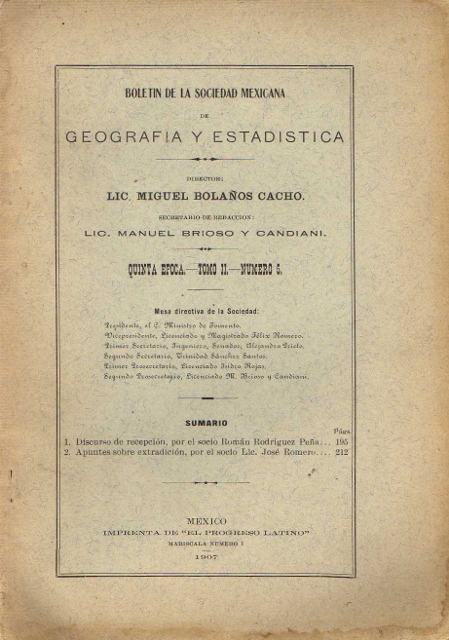 BOLETIN DE LA SOCIEDAD MEXICANA
DE
GEOGRAFIA Y ESTADISTICA
DIRECTOR:
LIC. MIGUEL BOLAÑOS CACHO.
SECRETARIO DE REDACCION:
LIC. MANUEL BRIOSO Y CANDIANI.
QUINTA EPOCA.—TOMO II.—NUMERO 5.
Mesa directiva de la Sociedad:
Presidente, el C. Ministro de Fomento.
Vicepresidente, Licenciado y Magistrado Félix Romero.
Primer Secretario, Ingeniero, Senador, Alejandro Prieto.
Segundo Secretario, Trinidad Sánchez Santos.
Primer Prosecretario, Licenciado Isidro Rojas.
Segundo Prosecretario, Licenciado M. Brioso y Candiani.
SUMARIO
Págs.
1. Discurso de recepción, por el socio Román Rodríguez Peña... 195
2. Apuntes sobre extradición, por el socio Lic. José Romero.... 212
MEXICO
IMPRENTA DE "EL PROGRESO LATINO"
MARISCALA NUMERO 1
1907